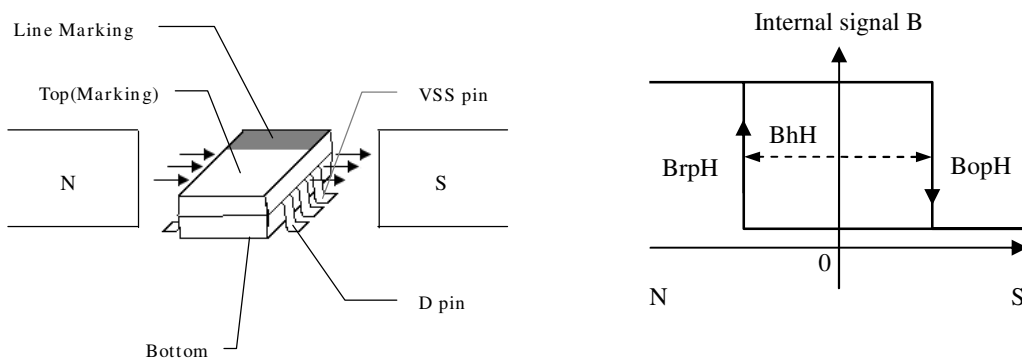 Line Marking
Top(Marking)
VSS pin
N
S
D pin
Bottom
Internal signal B
BhH
BrpH
BopH
0
N
S